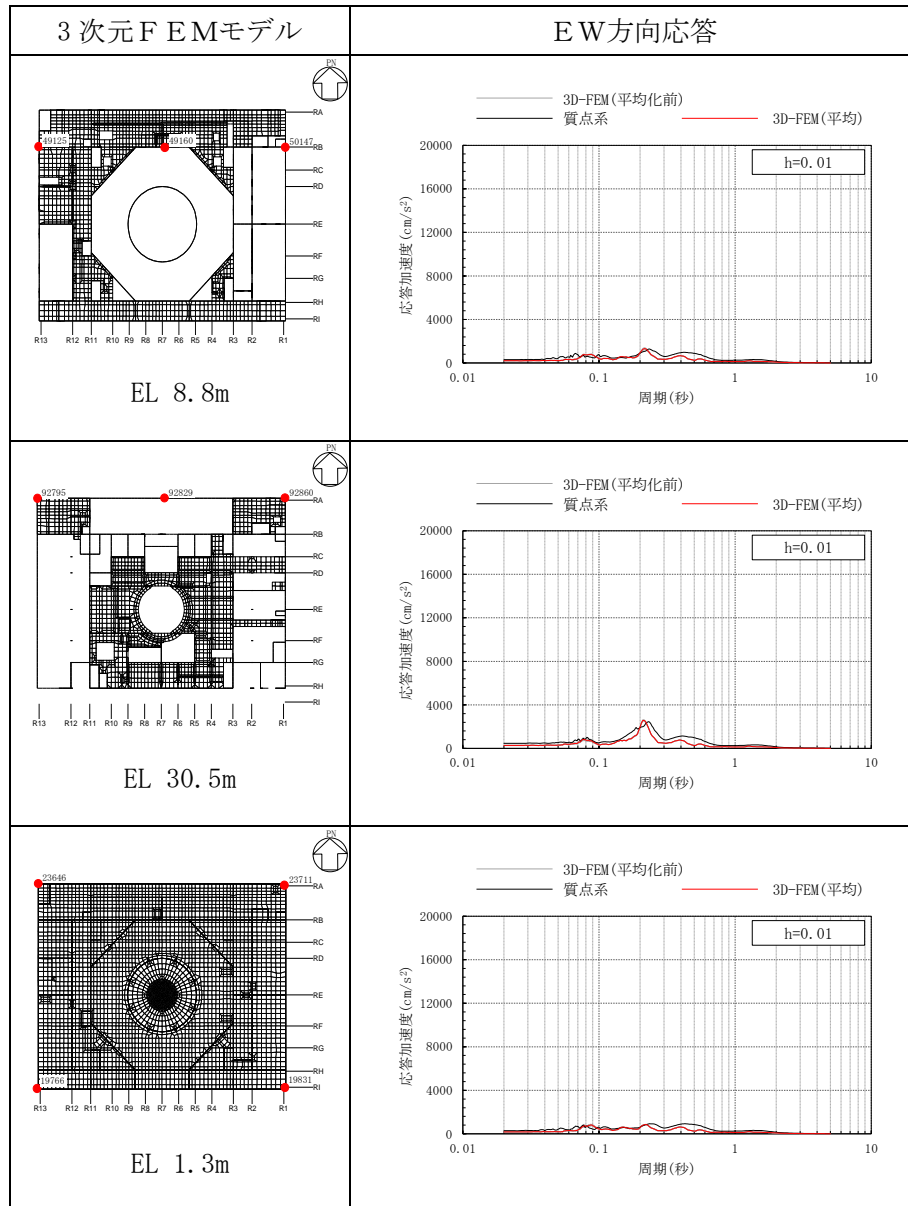 3次元FEMモデル
EW方向応答
PN
49125
49160
50147
RA
RB
RC
RD
RE
RF
RG
RH
RI
R13 R12 R11 R10 R9 R8 R7 R6 R5 R4 R3 R2 R1
EL 8.8m
3D-FEM(平均化前)
質点系 3D-FEM(平均)
h=0.01
20000
16000
12000
8000
4000
0
応答加速度(cm/s²)
0.01 0.1 1 10
周期(秒)
PN
92795 92829 92860
RA
RB
RC
RD
RE
RF
RG
RH
RI
R13 R12 R11 R10 R9 R8 R7 R6 R5 R4 R3 R2 R1
EL 30.5m
3D-FEM(平均化前)
質点系 3D-FEM(平均)
h=0.01
20000
16000
12000
8000
4000
0
応答加速度(cm/s²)
0.01 0.1 1 10
周期(秒)
PN
23646 23711
RA
RB
RC
RD
RE
RF
RG
RH
RI
19766 19831
R13 R12 R11 R10 R9 R8 R7 R6 R5 R4 R3 R2 R1
EL 1.3m
3D-FEM(平均化前)
質点系 3D-FEM(平均)
h=0.01
20000
16000
12000
8000
4000
0
応答加速度(cm/s²)
0.01 0.1 1 10
周期(秒)